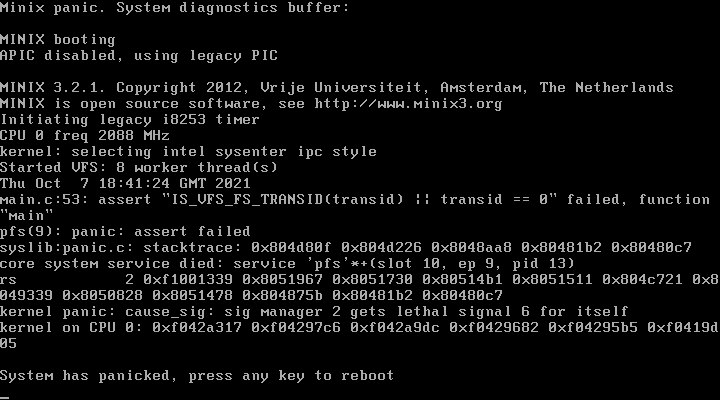 Minix panic. System diagnostics buffer:
MINIX booting
APIC disabled, using legacy PIC
MINIX 3.2.1. Copyright 2012, Vrije Universiteit, Amsterdam, The Netherlands
MINIX is open source software, see http://www.minix3.org
Initiating legacy i8253 timer
CPU 0 freq 2088 MHz
kernel: selecting intel sysenter ipc style
Started VFS: 8 worker thread(s)
Thu Oct  7 18:41:24 GMT 2021
main.c:53: assert "IS_VFS_FS_TRANSID(transid) || transid == 0" failed, function
"main"
pfs(9): panic: assert failed
syslib:panic.c: stacktrace: 0x804d80f 0x804d226 0x8048aa8 0x80481b2 0x80480c7
core system service died: service 'pfs'*+(slot 10, ep 9, pid 13)
rs           2 0xf1001339 0x8051967 0x8051730 0x80514b1 0x8051511 0x804c721 0x8
049339 0x8050828 0x8051478 0x804875b 0x80481b2 0x80480c7
kernel panic: cause_sig: sig manager 2 gets lethal signal 6 for itself
kernel on CPU 0: 0xf042a317 0xf04297c6 0xf042a9dc 0xf0429682 0xf04295b5 0xf0419d
05
System has panicked, press any key to reboot